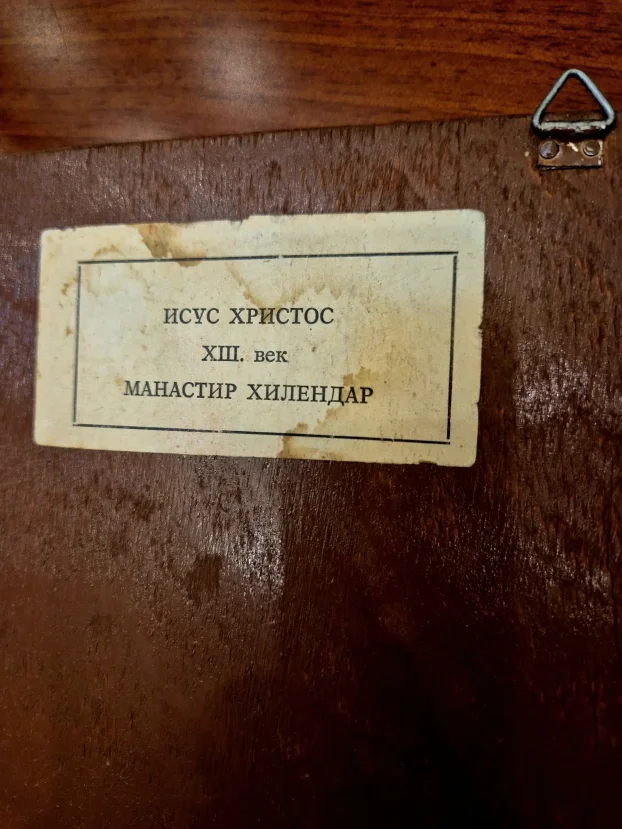 ИСУС ХРИСТОС
XIII. век
МАНАСТИР ХИЛЕНДАР